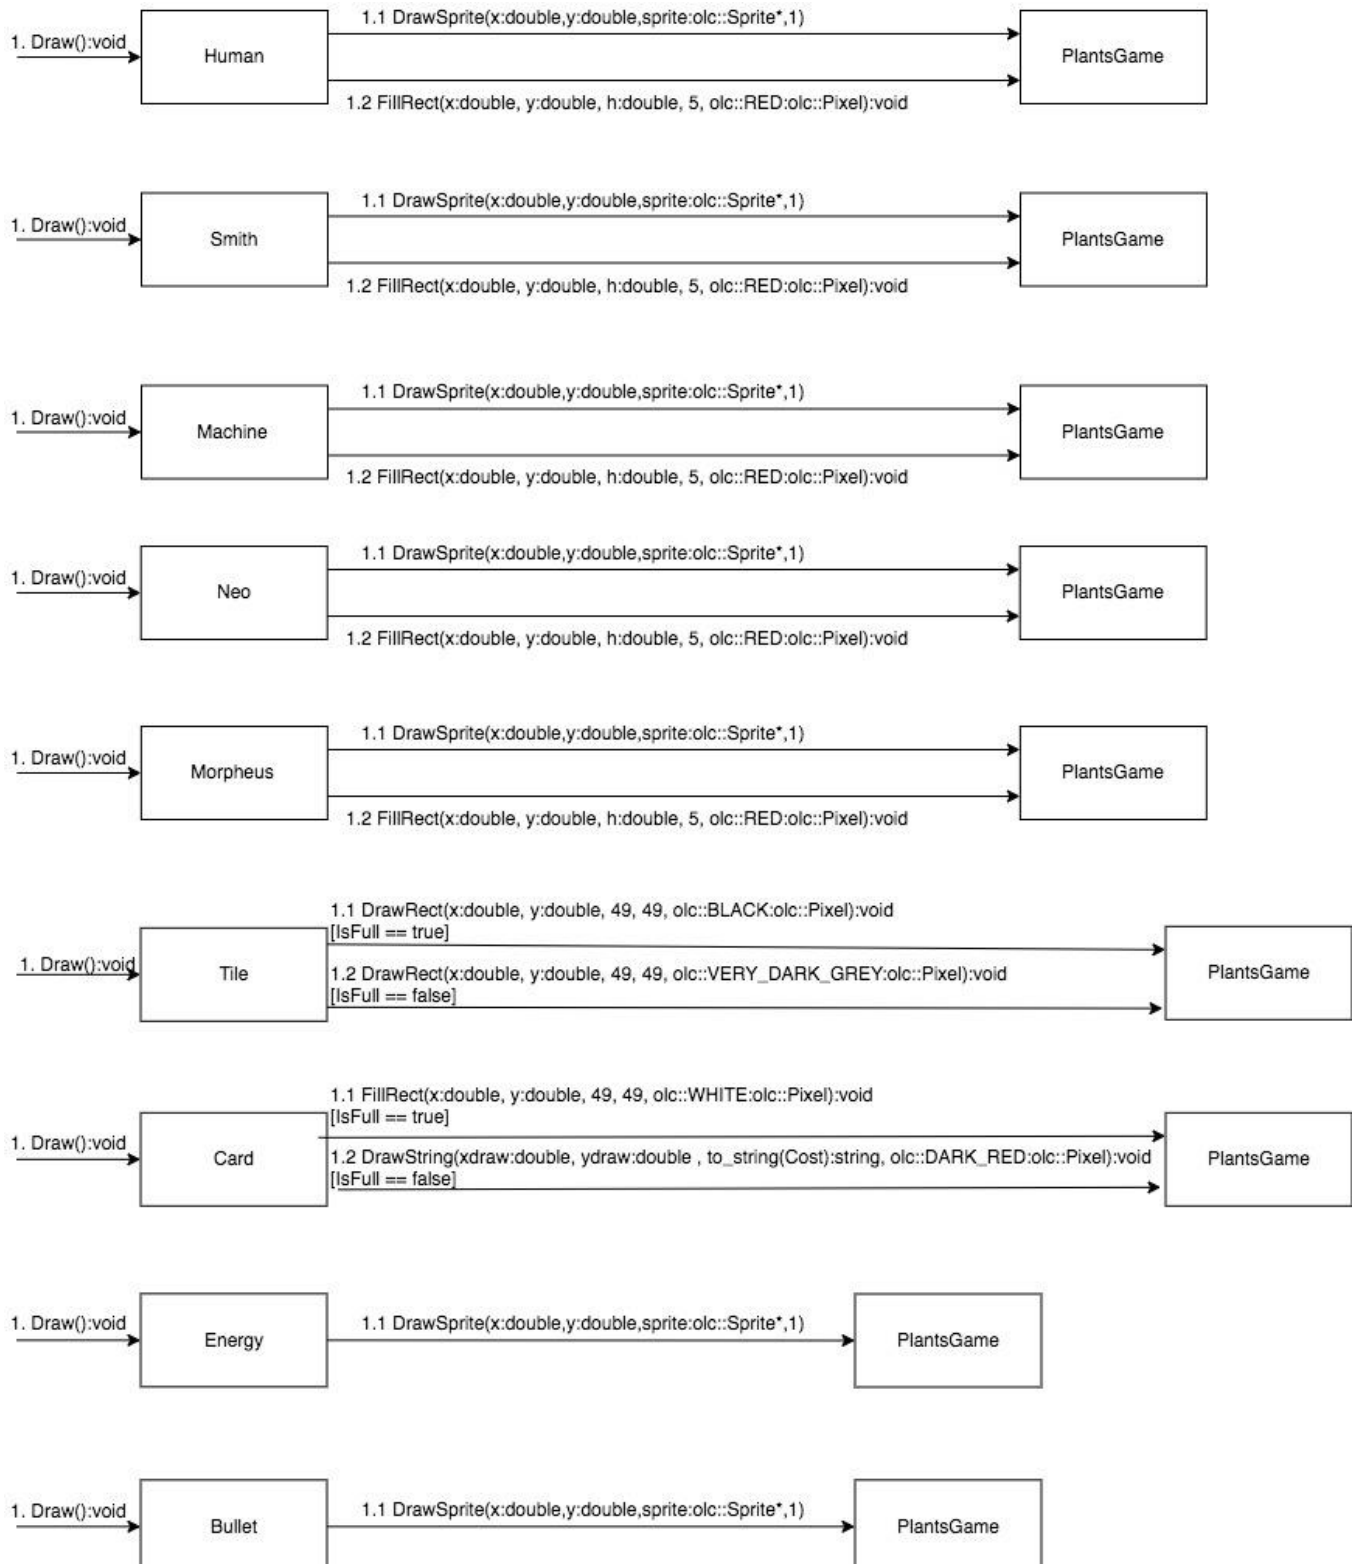 1.1 DrawSprite(x:double,y:double,sprite:olc::Sprite*,1)
1. Draw():void
Human
PlantsGame
1.2 FillRect(x:double, y:double, h:double, 5, olc::RED:olc::Pixel):void
1.1 DrawSprite(x:double,y:double,sprite:olc::Sprite*,1)
1. Draw():void
Smith
PlantsGame
1.2 FillRect(x:double, y:double, h:double, 5, olc::RED:olc::Pixel):void
1.1 DrawSprite(x:double,y:double,sprite:olc::Sprite*,1)
1. Draw():void
Machine
PlantsGame
1.2 FillRect(x:double, y:double, h:double, 5, olc::RED:olc::Pixel):void
1.1 DrawSprite(x:double,y:double,sprite:olc::Sprite*,1)
1. Draw():void
Neo
PlantsGame
1.2 FillRect(x:double, y:double, h:double, 5, olc::RED:olc::Pixel):void
1.1 DrawSprite(x:double,y:double,sprite:olc::Sprite*,1)
1. Draw():void
Morpheus
PlantsGame
1.2 FillRect(x:double, y:double, h:double, 5, olc::RED:olc::Pixel):void
1.1 DrawRect(x:double, y:double, 49, 49, olc::BLACK:olc::Pixel):void
[IsFull == true]
1. Draw():void
Tile
1.2 DrawRect(x:double, y:double, 49, 49, olc::VERY_DARK_GREY:olc::Pixel):void
[IsFull == false]
PlantsGame
1.1 FillRect(x:double, y:double, 49, 49, olc::WHITE:olc::Pixel):void
[IsFull == true]
1. Draw():void
Card
1.2 DrawString(xdraw:double, ydraw:double , to_string(Cost):string, olc::DARK_RED:olc::Pixel):void
[IsFull == false]
PlantsGame
1. Draw():void
Energy
1.1 DrawSprite(x:double,y:double,sprite:olc::Sprite*,1)
PlantsGame
1. Draw():void
Bullet
1.1 DrawSprite(x:double,y:double,sprite:olc::Sprite*,1)
PlantsGame